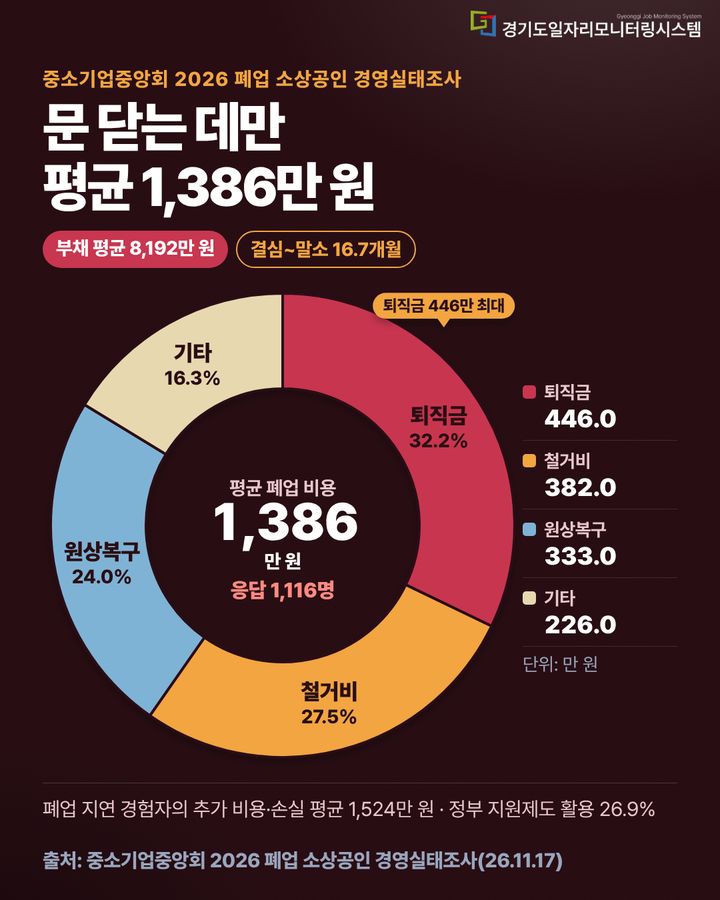 Gyeonggi Job Monitoring System
경기도일자리모니터링시스템
중소기업중앙회 2026 폐업 소상공인 경영실태조사
문 닫는 데만
평균 1,386만 원
부채 평균 8,192만 원
결심~말소 16.7개월
퇴직금 446만 최대
기타
16.3%
퇴직금
32.2%
원상복구
24.0%
철거비
27.5%
평균 폐업 비용
1,386
만 원
응답 1,116명
퇴직금
446.0
철거비
382.0
원상복구
333.0
기타
226.0
단위: 만 원
폐업 지연 경험자의 추가 비용·손실 평균 1,524만 원 · 정부 지원제도 활용 26.9%
출처: 중소기업중앙회 2026 폐업 소상공인 경영실태조사(26.11.17)